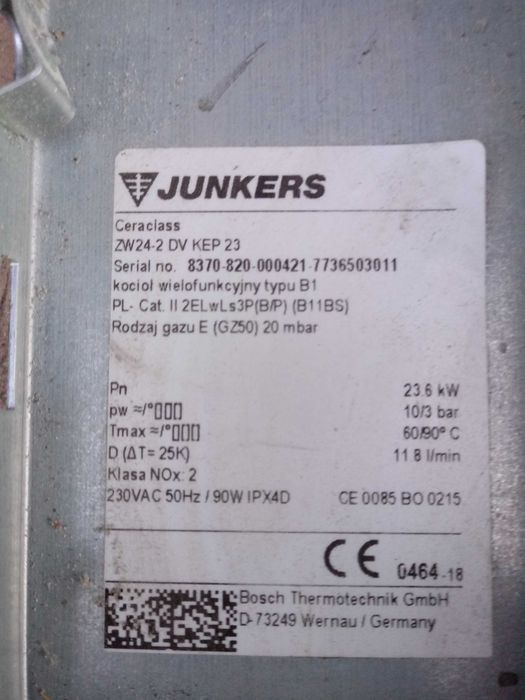 JUNKERS
Ceraclass
ZW24-2 DV KEP 23
Serial no. 8370-820-000421-7736503011
kocioł wielofunkcyjny typu B1
PL- Cat. II 2ELwLs3P(B/P) (B11BS)
Rodzaj gazu E (GZ50) 20 mbar
Pn 23.6 kW
pw ≈/°▯▯▯ 10/3 bar
Tmax ≈/°▯▯▯ 60/90° C
D (ΔT= 25K) 11.8 l/min
Klasa NOx: 2
230VAC 50Hz / 90W IPX4D CE 0085 BO 0215
CE 0464 -18
Bosch Thermotechnik GmbH
D-73249 Wernau / Germany